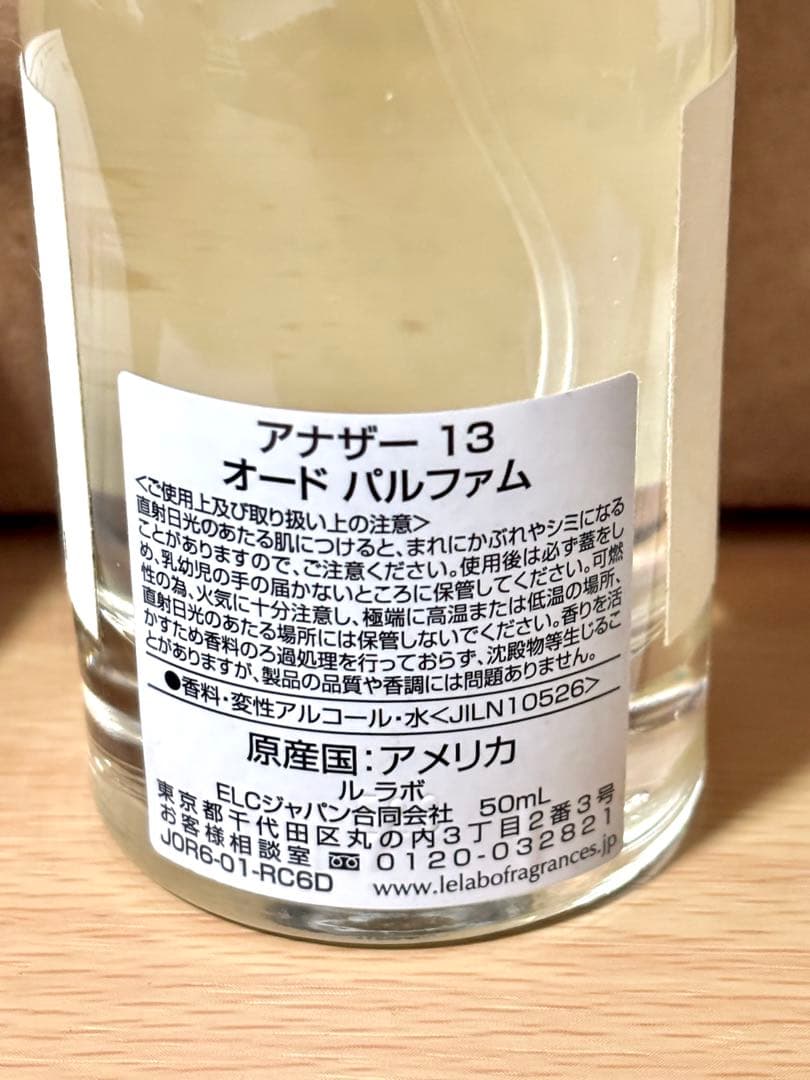 アナザー 13
オード パルファム
<ご使用上及び取り扱い上の注意>
直射日光のあたる肌につけると、まれにかぶれやシミになる
ことがありますので、ご注意ください。使用後は必ず蓋をし
め、乳幼児の手の届かないところに保管してください。可燃
性の為、火気に十分注意し、極端に高温または低温の場所、
直射日光のあたる場所には保管しないでください。香りを活
かすため香料のろ過処理を行っておらず、沈殿物等生じるこ
とがありますが、製品の品質や香調には問題ありません。
●香料・変性アルコール・水<JILN10526>
原産国:アメリカ
ル ラボ
ELCジャパン合同会社 50mL
東京都千代田区丸の内3丁目2番3号
お客様相談室 0120-032821
J0R6-01-RC6D www.lelabofragrances.jp